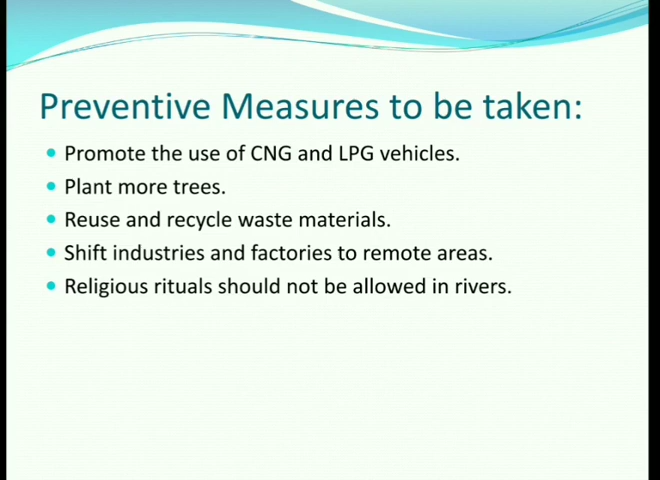 Preventive Measures to be taken:
Promote the use of CNG and LPG vehicles.
Plant more trees.
Reuse and recycle waste materials.
Shift industries and factories to remote areas.
Religious rituals should not be allowed in rivers.